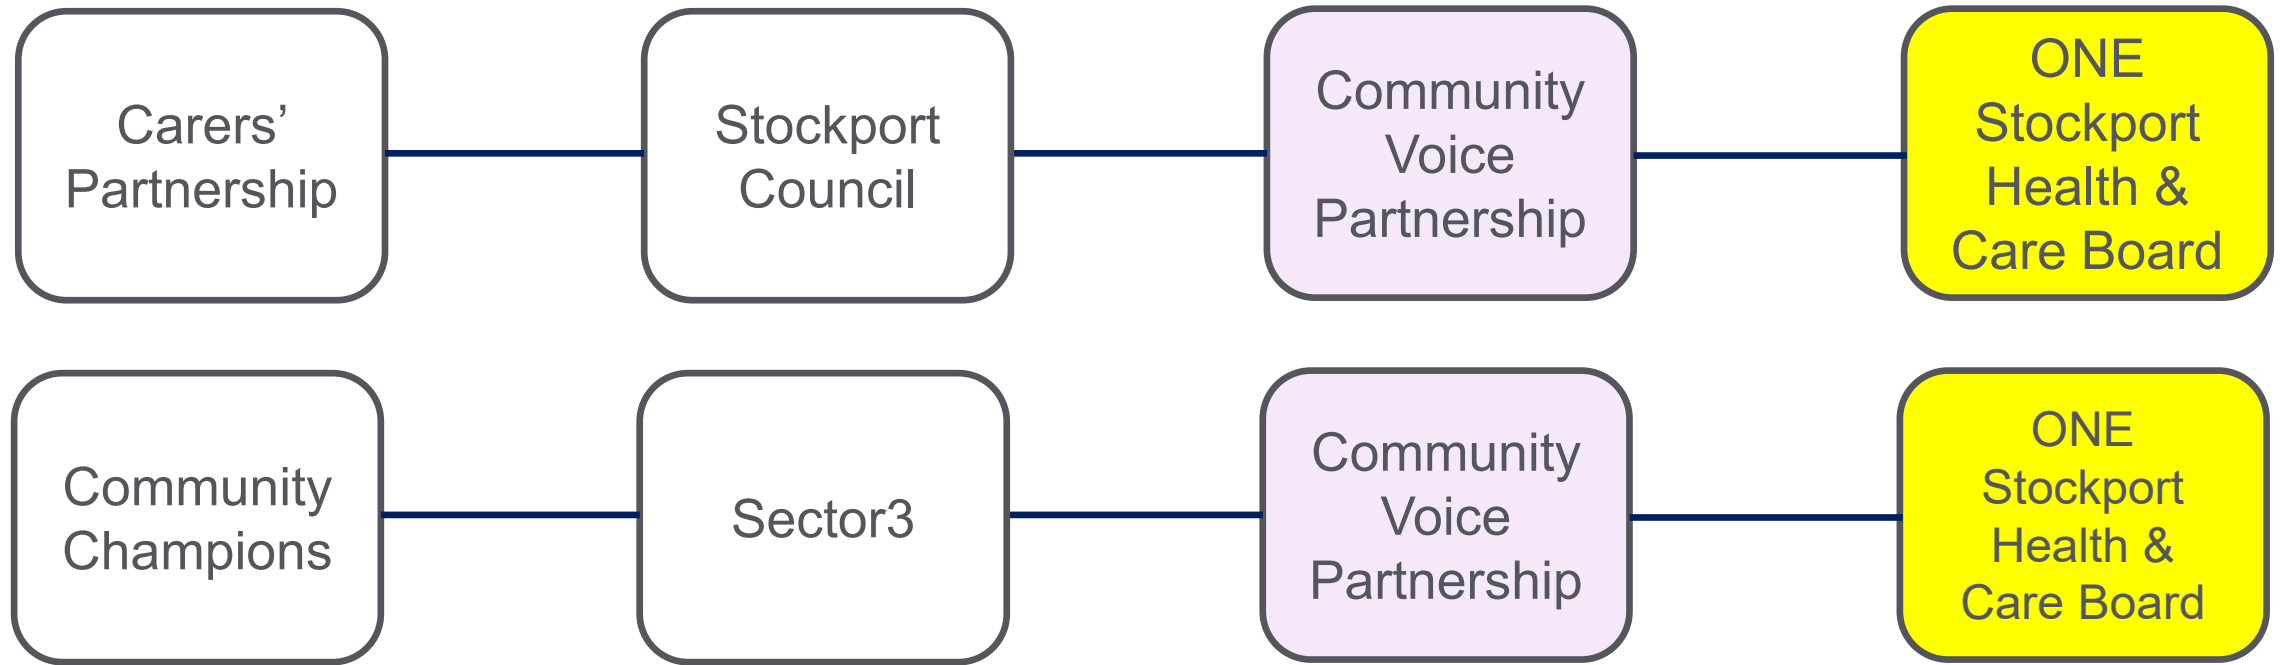 Carers’
Partnership
Stockport
Council
Community
Voice
Partnership
ONE
Stockport
Health &
Care Board
Community
Champions
Sector3
Community
Voice
Partnership
ONE
Stockport
Health &
Care Board